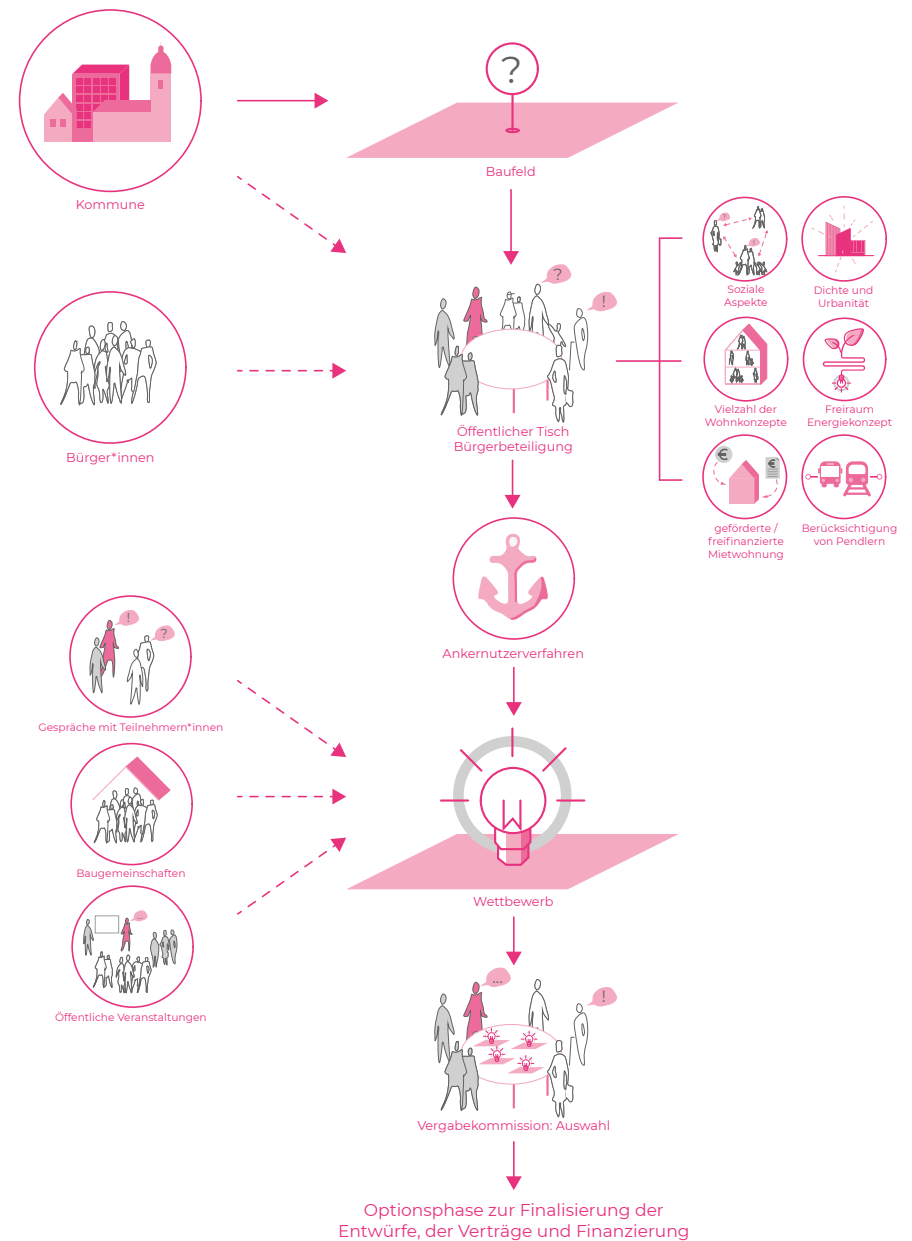 ?
Baufeld
Kommune
?
!
Soziale
Aspekte
Dichte und
Urbanität
Vielzahl der
Wohnkonzepte
Freiraum
Energiekonzept
€
€
geförderte /
freifinanzierte
Mietwohnung
Berücksichtigung
von Pendlern
Bürger*innen
Öffentlicher Tisch
Bürgerbeteiligung
Ankernutzerverfahren
!
?
Gespräche mit Teilnehmern*innen
Baugemeinschaften
...
Öffentliche Veranstaltungen
Wettbewerb
...
!
Vergabekommission: Auswahl
Optionsphase zur Finalisierung der
Entwürfe, der Verträge und Finanzierung